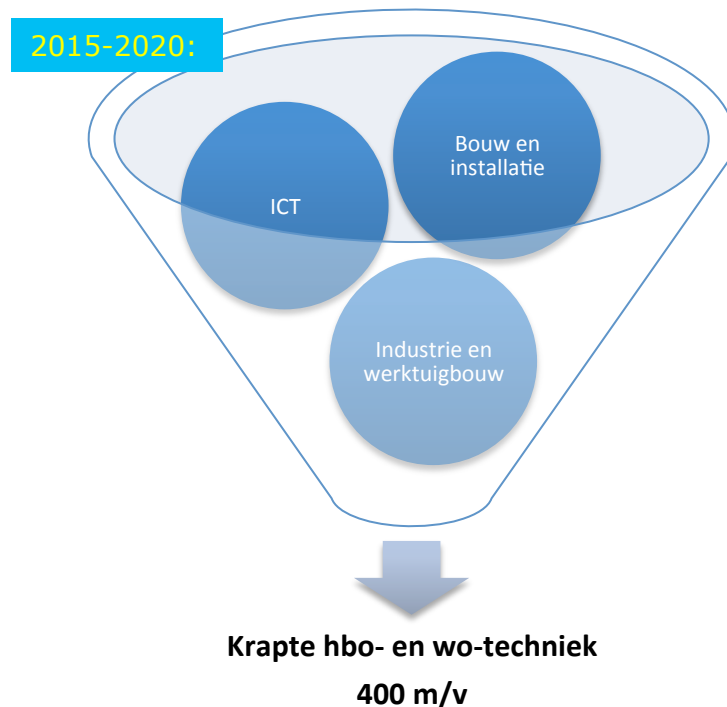 2015-2020:
Bouw en
installatie
ICT
Industrie en
werktuigbouw
Krapte hbo- en wo-techniek
400 m/v